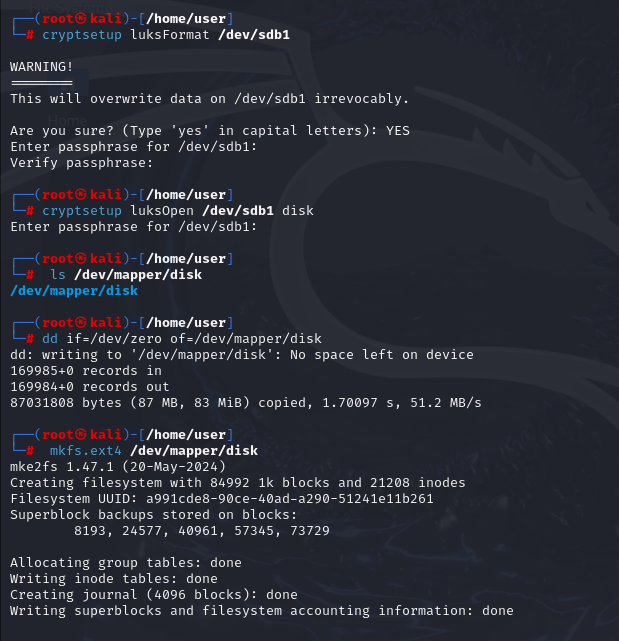 ┌──(root㉿kali)-[/home/user]
└─# cryptsetup luksFormat /dev/sdb1

WARNING!
========
This will overwrite data on /dev/sdb1 irrevocably.

Are you sure? (Type 'yes' in capital letters): YES
Enter passphrase for /dev/sdb1:
Verify passphrase:

┌──(root㉿kali)-[/home/user]
└─# cryptsetup luksOpen /dev/sdb1 disk
Enter passphrase for /dev/sdb1:

┌──(root㉿kali)-[/home/user]
└─#  ls /dev/mapper/disk
/dev/mapper/disk

┌──(root㉿kali)-[/home/user]
└─# dd if=/dev/zero of=/dev/mapper/disk
dd: writing to '/dev/mapper/disk': No space left on device
169985+0 records in
169984+0 records out
87031808 bytes (87 MB, 83 MiB) copied, 1.70097 s, 51.2 MB/s

┌──(root㉿kali)-[/home/user]
└─#  mkfs.ext4 /dev/mapper/disk
mke2fs 1.47.1 (20-May-2024)
Creating filesystem with 84992 1k blocks and 21208 inodes
Filesystem UUID: a991cde8-90ce-40ad-a290-51241e11b261
Superblock backups stored on blocks:
        8193, 24577, 40961, 57345, 73729

Allocating group tables: done
Writing inode tables: done
Creating journal (4096 blocks): done
Writing superblocks and filesystem accounting information: done
Home